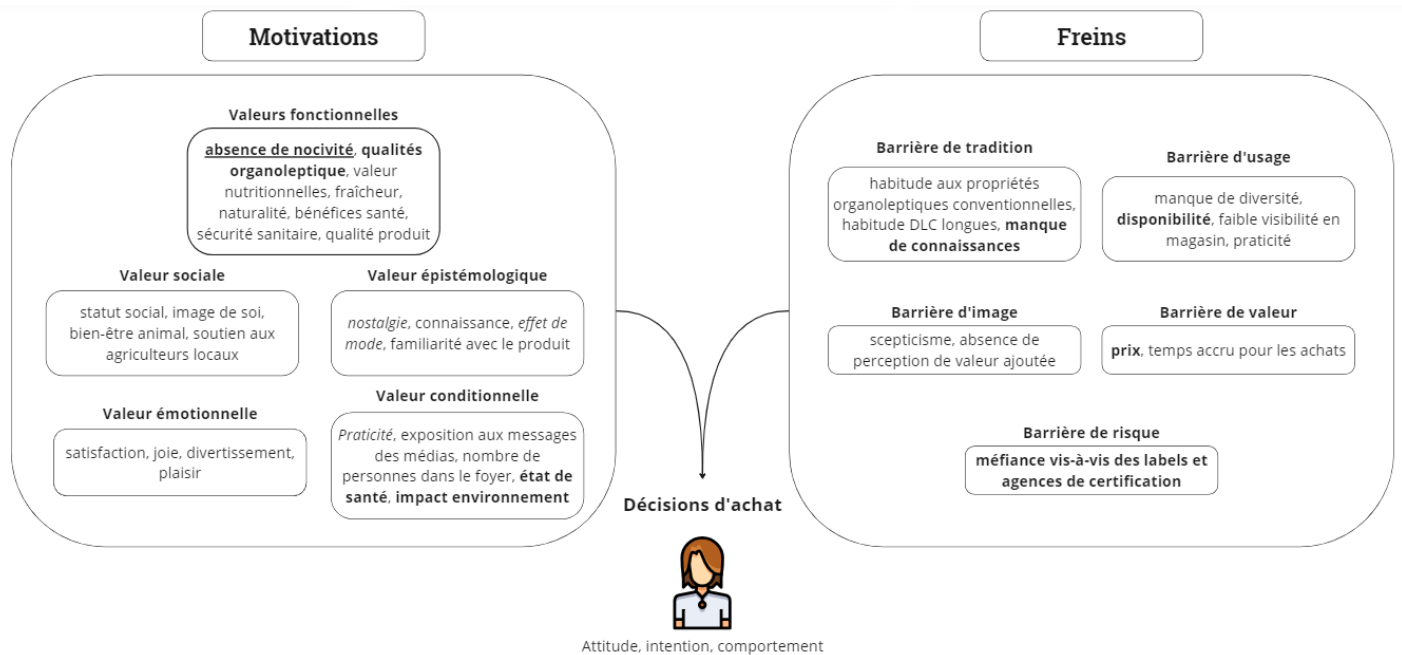 Motivations
Valeurs fonctionnelles
absence de nocivité, qualités
organoleptique, valeur
nutritionnelles, fraîcheur,
naturalité, bénéfices santé,
sécurité sanitaire, qualité produit
Valeur sociale
statut social, image de soi,
bien-être animal, soutien aux
agriculteurs locaux
Valeur épistémologique
nostalgie, connaissance, effet de
mode, familiarité avec le produit
Valeur émotionnelle
satisfaction, joie, divertissement,
plaisir
Valeur conditionnelle
Praticité, exposition aux messages
des médias, nombre de
personnes dans le foyer, état de
santé, impact environnement
Freins
Barrière de tradition
habitude aux propriétés
organoleptiques conventionnelles,
habitude DLC longues, manque
de connaissances
Barrière d'usage
manque de diversité,
disponibilité, faible visibilité en
magasin, praticité
Barrière d'image
scepticisme, absence de
perception de valeur ajoutée
Barrière de valeur
prix, temps accru pour les achats
Barrière de risque
méfiance vis-à-vis des labels et
agences de certification
Décisions d'achat
Attitude, intention, comportement